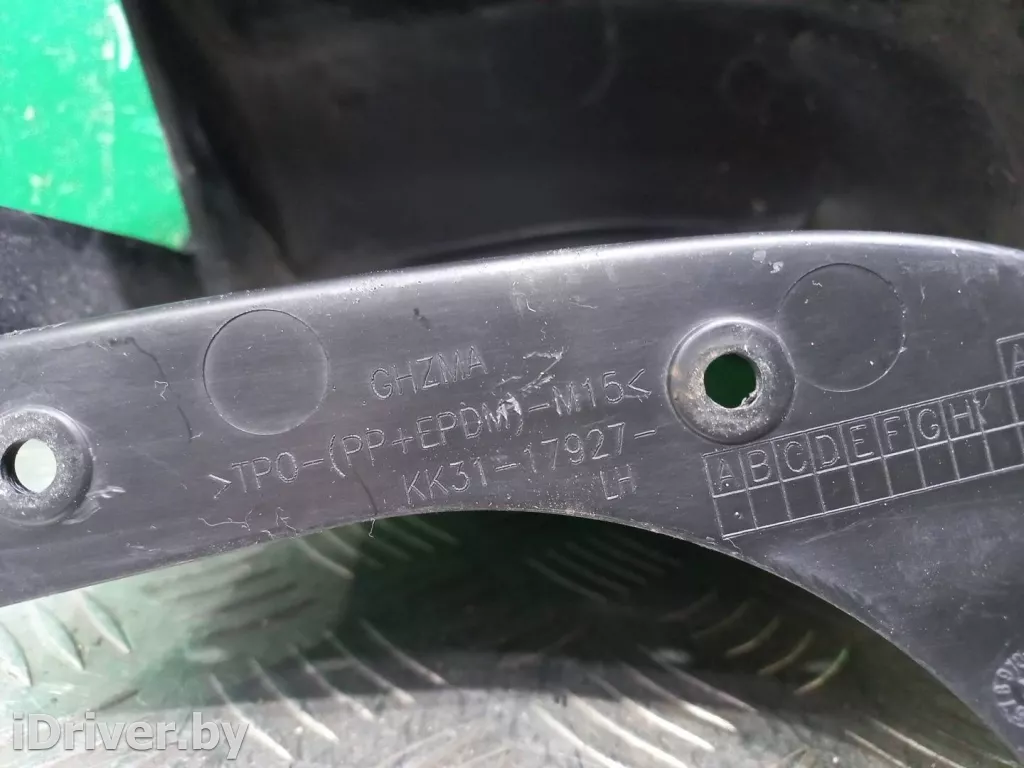 GHZMA
>TPO-(PP+EPDM)-M15<
KK31-17927-
LH
A
A B C D E F G H
iDriver.by